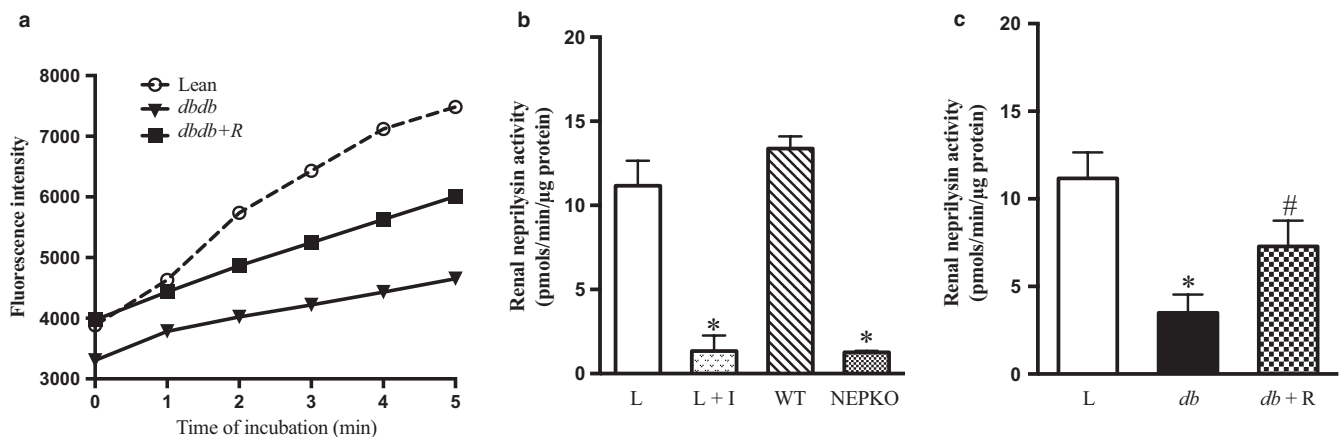 a
8000
7000
6000
5000
4000
3000
Fluorescence intensity
Lean
dbdb
dbdb+R
0 1 2 3 4 5
Time of incubation (min)
b
20
15
10
5
0
Renal neprilysin activity
(pmols/min/µg protein)
*
*
L L + I WT NEPKO
c
20
15
10
5
0
Renal neprilysin activity
(pmols/min/µg protein)
*
#
L db db + R